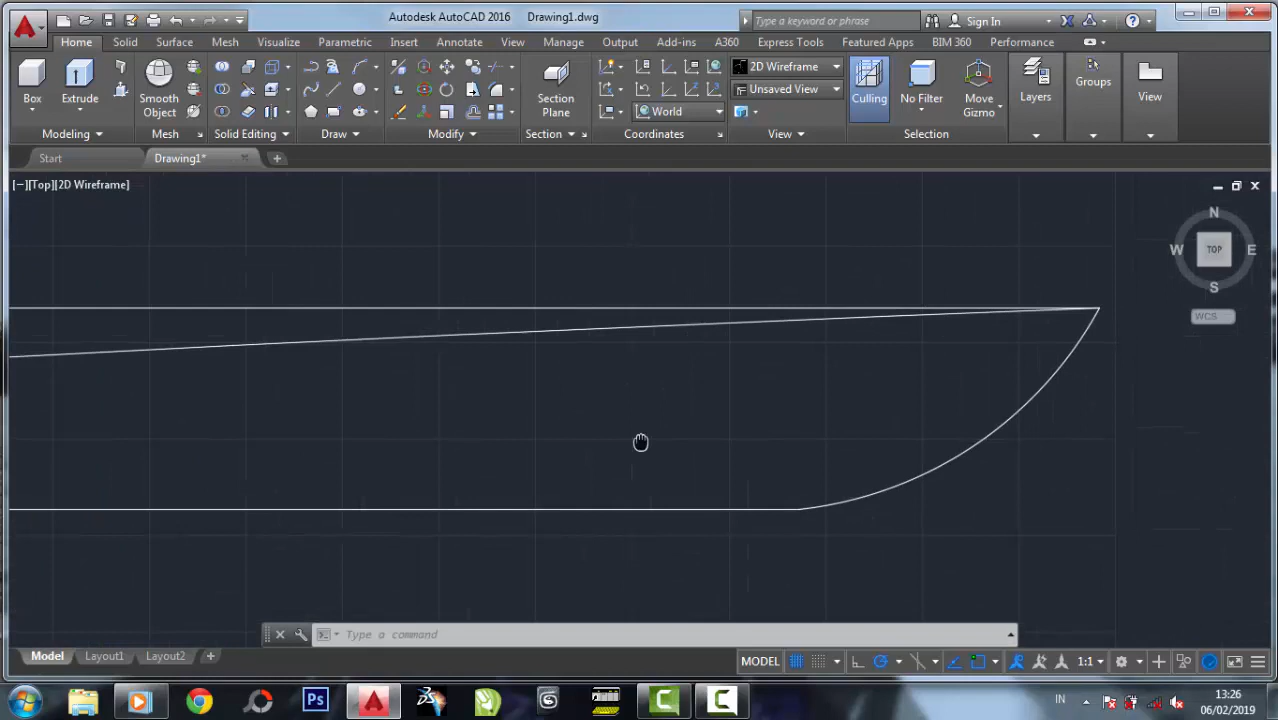 Autodesk AutoCAD 2016 Drawing1.dwg
Type a keyword or phrase
Sign In
Home Solid Surface Mesh Visualize Parametric Insert Annotate View Manage Output Add-ins A360 Express Tools Featured Apps BIM 360 Performance
Box
Extrude
Smooth
Object
Section
Plane
World
2D Wireframe
Unsaved View
Culling
No Filter
Move
Gizmo
Layers
Groups
View
Modeling
Mesh
Solid Editing
Draw
Modify
Section
Coordinates
View
Selection
Start
Drawing1*
[−][Top][2D Wireframe]
N
W
TOP
E
S
WCS
Type a command
Model Layout1 Layout2
MODEL
1:1
Ps
IN
13:26
06/02/2019